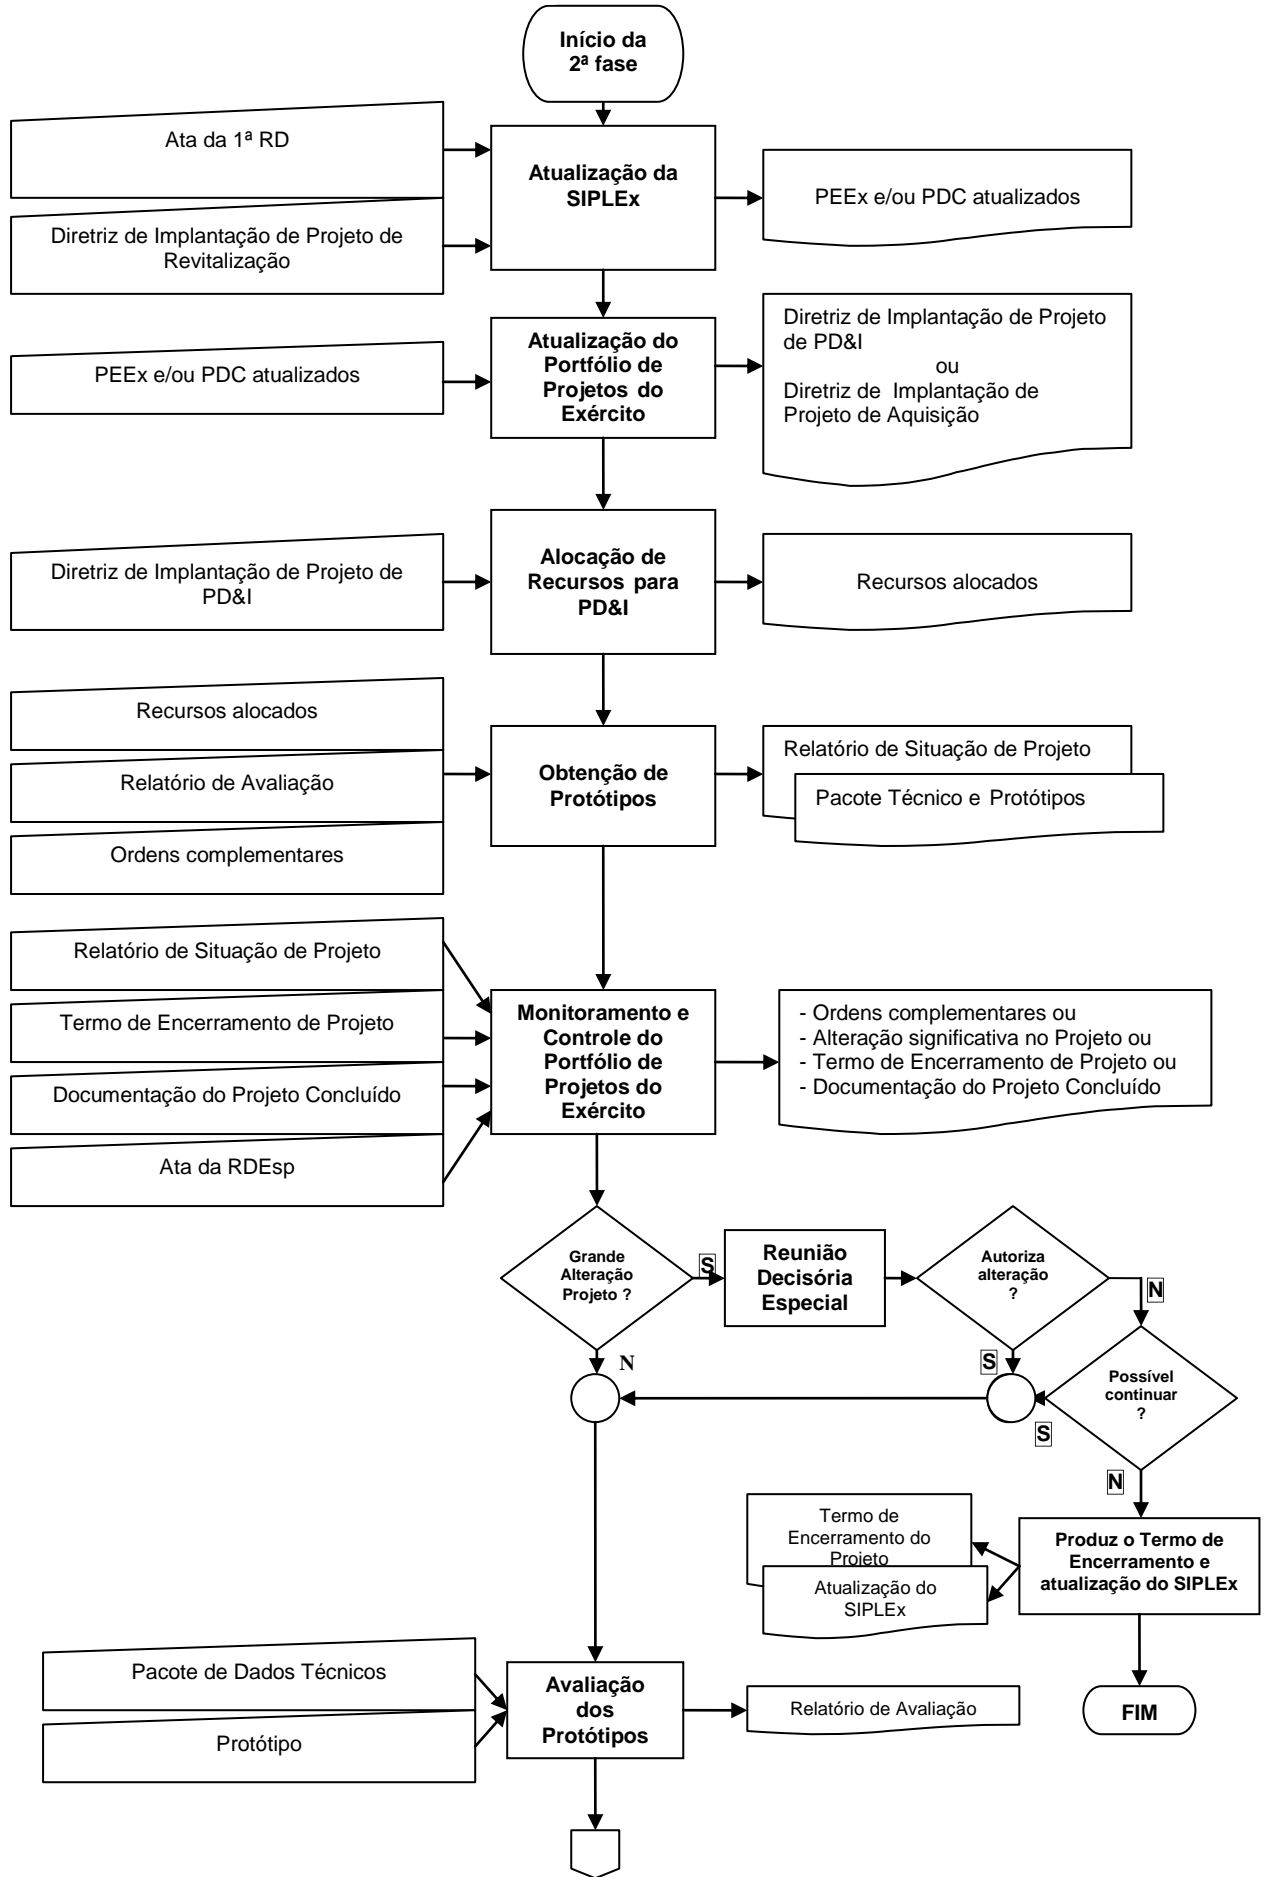 Início da
2ª fase
Ata da 1ª RD
Diretriz de Implantação de Projeto de
Revitalização
Atualização da
SIPLEx
PEEx e/ou PDC atualizados
PEEx e/ou PDC atualizados
Atualização do
Portfólio de
Projetos do
Exército
Diretriz de Implantação de Projeto
de PD&I
ou
Diretriz de Implantação de
Projeto de Aquisição
Diretriz de Implantação de Projeto de
PD&I
Alocação de
Recursos para
PD&I
Recursos alocados
Recursos alocados
Relatório de Avaliação
Ordens complementares
Obtenção de
Protótipos
Relatório de Situação de Projeto
Pacote Técnico e Protótipos
Relatório de Situação de Projeto
Termo de Encerramento de Projeto
Documentação do Projeto Concluído
Ata da RDEsp
Monitoramento e
Controle do
Portfólio de
Projetos do
Exército
- Ordens complementares ou
- Alteração significativa no Projeto ou
- Termo de Encerramento de Projeto ou
- Documentação do Projeto Concluído
Grande
Alteração
Projeto ?
S
Reunião
Decisória
Especial
Autoriza
alteração
?
N
N
S
Possível
continuar
?
S
N
Termo de
Encerramento do
Projeto
Atualização do
SIPLEx
Produz o Termo de
Encerramento e
atualização do SIPLEx
Pacote de Dados Técnicos
Protótipo
Avaliação
dos
Protótipos
Relatório de Avaliação
FIM